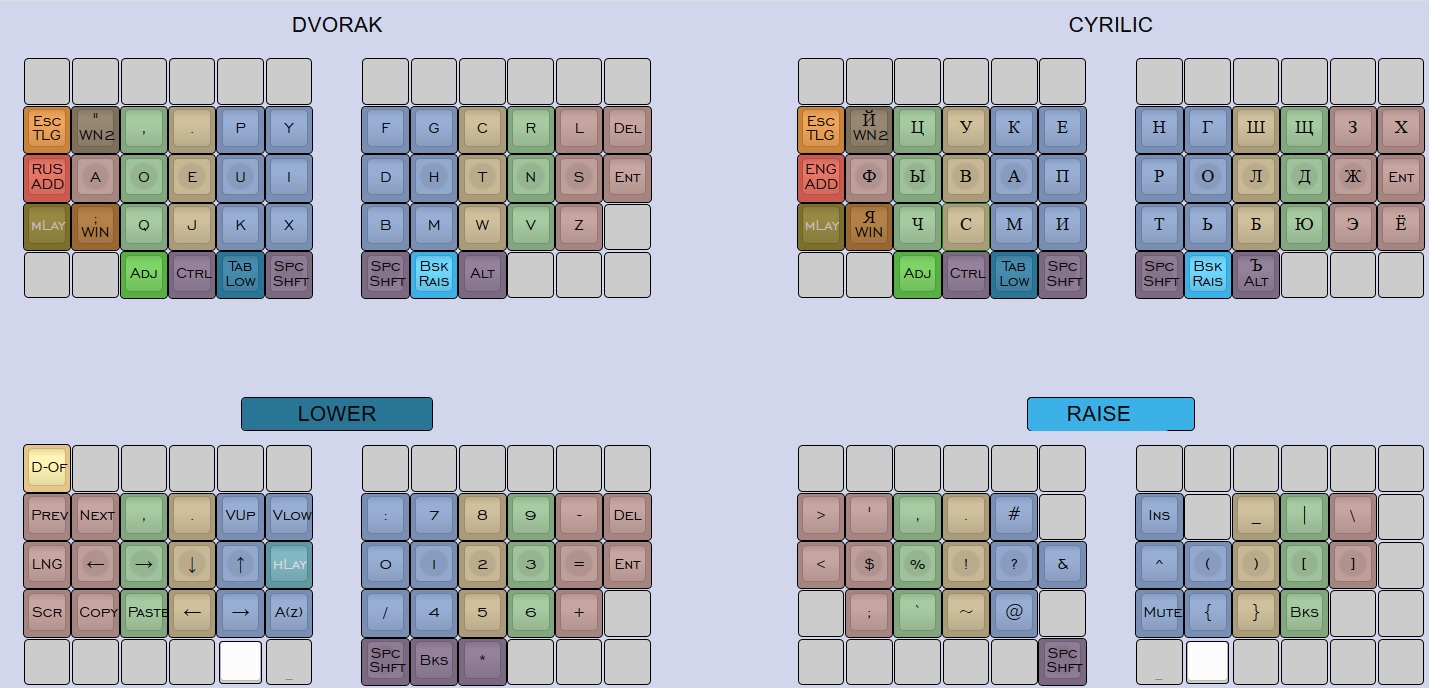 DVORAK CYRILIC
Esc TLG " WN2 , . P Y F G C R L Del
RUS ADD A O E U I D H T N S Ent
mLay ; WIN Q J K X B M W V Z
Adj Ctrl Tab Low Spc Shft Spc Shft Bsk Rais Alt
Esc TLG Й WN2 Ц У К Е Н Г Ш Щ З Х
ENG ADD Ф Ы В А П Р О Л Д Ж Ent
mLay Я WIN Ч С М И Т Ь Б Ю Э Ё
Adj Ctrl Tab Low Spc Shft Spc Shft Bsk Rais Ъ Alt
LOWER RAISE
D-Of
Prev Next , . VUp Vlow : 7 8 9 - Del
LNG ← → ↓ ↑ HLay 0 1 2 3 = Ent
Scr Copy Paste ← → A(z) / 4 5 6 +
_ Spc Shft Bks *
> ' , . # Ins _ | \
< $ % ! ? & ^ ( ) [ ]
; ` ~ @ Mute { } Bks
Spc Shft _